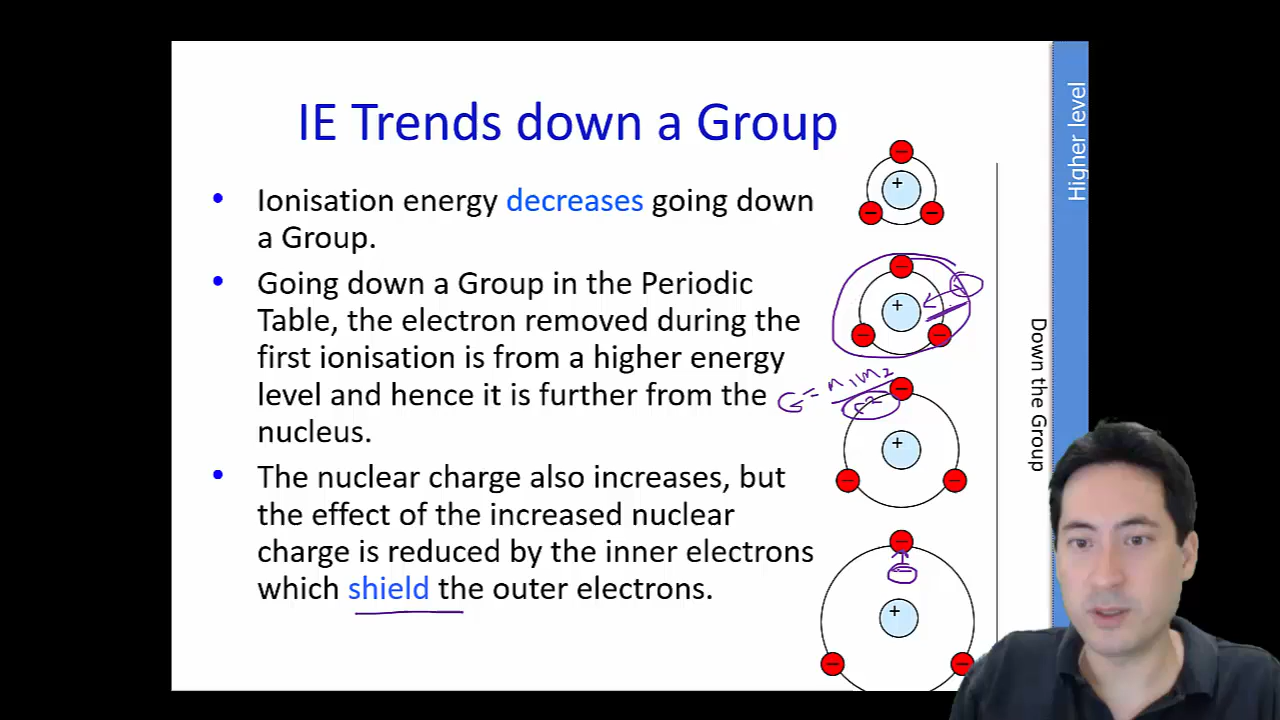 IE Trends down a Group
• Ionisation energy decreases going down
a Group.
• Going down a Group in the Periodic
Table, the electron removed during the
first ionisation is from a higher energy
level and hence it is further from the
nucleus.
• The nuclear charge also increases, but
the effect of the increased nuclear
charge is reduced by the inner electrons
which shield the outer electrons.
Higher level
Down the Group
−
+
− −
−
+
− −
−
+
− −
−
−
+
− −